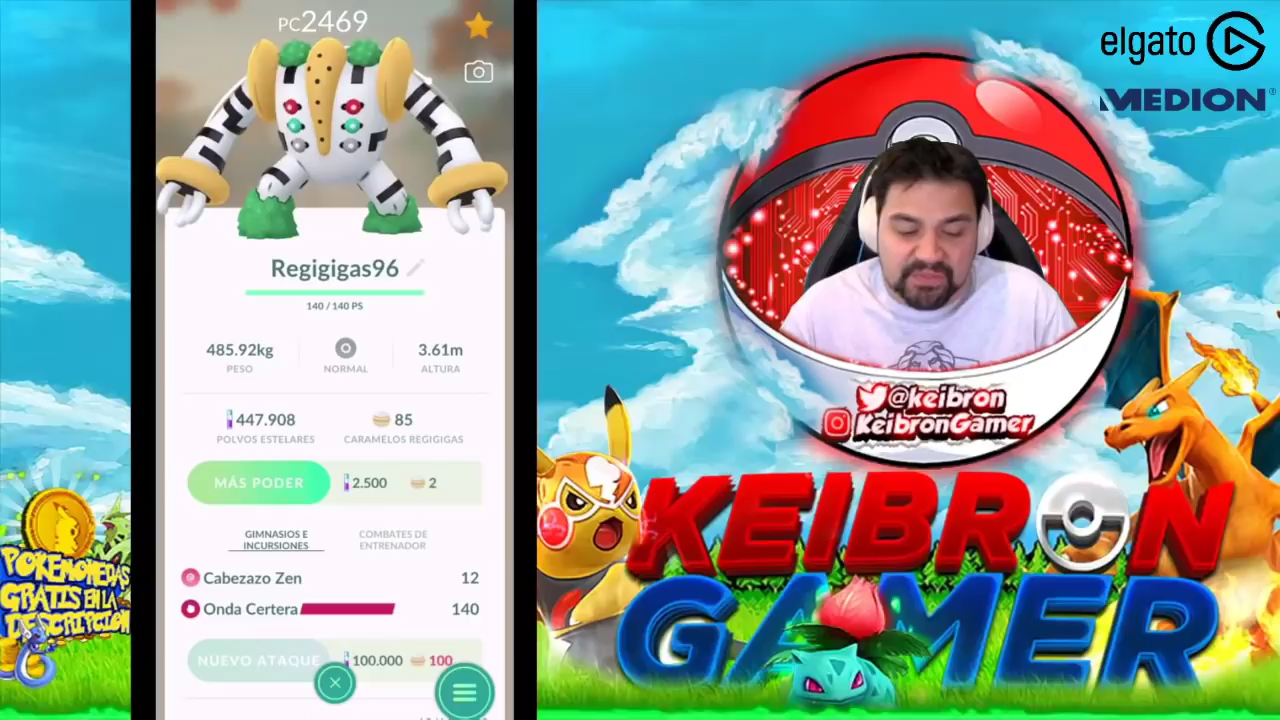 PC2469
Regigigas96
140 / 140 PS
485.92kg
PESO
NORMAL
3.61m
ALTURA
447.908
POLVOS ESTELARES
85
CARAMELOS REGIGIGAS
MÁS PODER
2.500
2
GIMNASIOS E
INCURSIONES
COMBATES DE
ENTRENADOR
Cabezazo Zen 12
Onda Certera 140
NUEVO ATAQUE
100.000
100
elgato
MEDION®
@keibron
KeibronGamer
KEIBRON
GAMER
POKEMONEDAS
GRATIS EN LA
DESCRIPCION